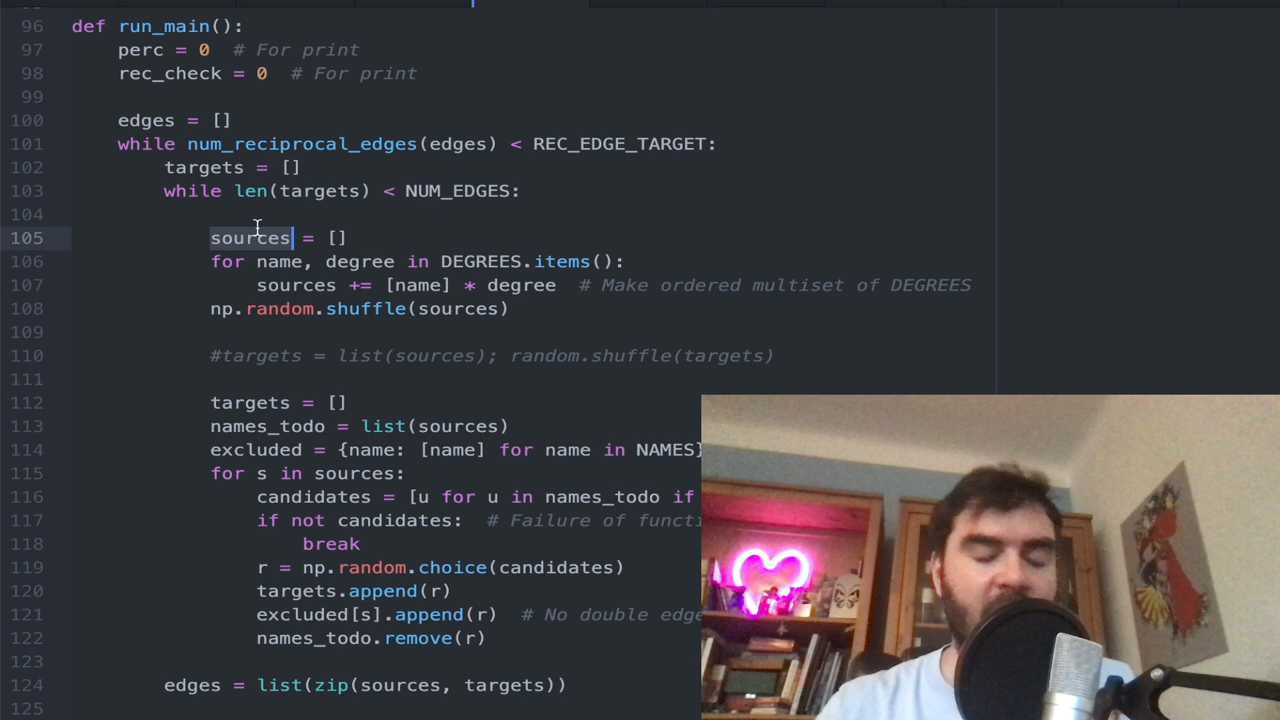 96 def run_main():
97 perc = 0 # For print
98 rec_check = 0 # For print
99
100 edges = []
101 while num_reciprocal_edges(edges) < REC_EDGE_TARGET:
102 targets = []
103 while len(targets) < NUM_EDGES:
104
105 sources = []
106 for name, degree in DEGREES.items():
107 sources += [name] * degree # Make ordered multiset of DEGREES
108 np.random.shuffle(sources)
109
110 #targets = list(sources); random.shuffle(targets)
111
112 targets = []
113 names_todo = list(sources)
114 excluded = {name: [name] for name in NAMES}
115 for s in sources:
116 candidates = [u for u in names_todo if
117 if not candidates: # Failure of functi
118 break
119 r = np.random.choice(candidates)
120 targets.append(r)
121 excluded[s].append(r) # No double edge
122 names_todo.remove(r)
123
124 edges = list(zip(sources, targets))
125